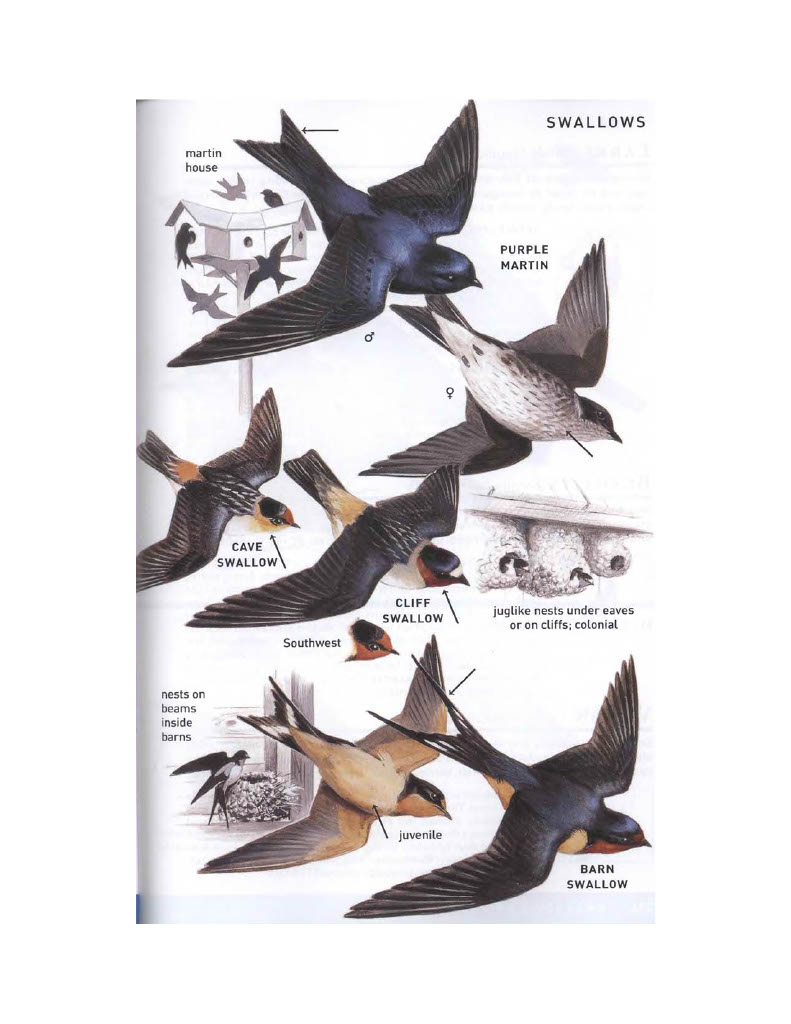 SWALLOWS
martin
house
PURPLE
MARTIN
♂
♀
CAVE
SWALLOW
CLIFF
SWALLOW
juglike nests under eaves
or on cliffs; colonial
Southwest
nests on
beams
inside
barns
juvenile
BARN
SWALLOW